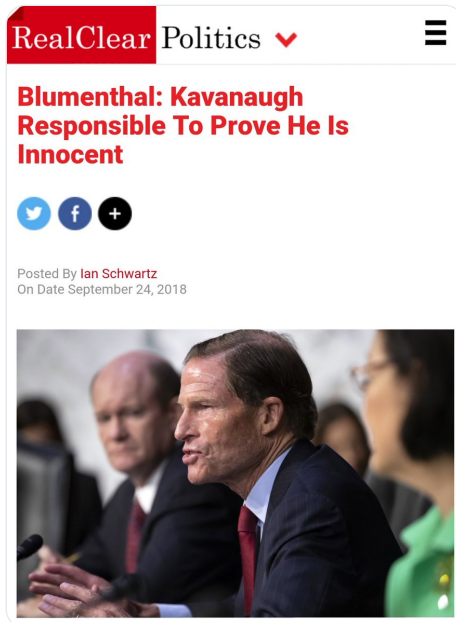 RealClear Politics
Blumenthal: Kavanaugh
Responsible To Prove He Is
Innocent
Posted By Ian Schwartz
On Date September 24, 2018